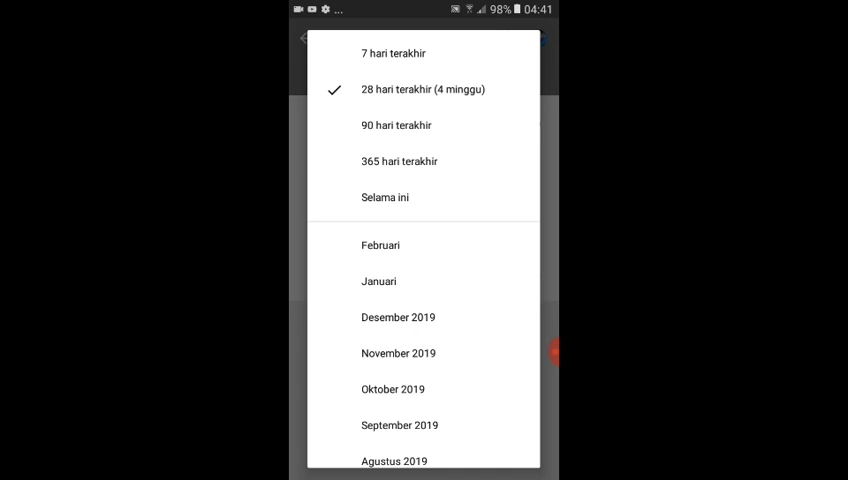 ... 98% 04:41
7 hari terakhir
28 hari terakhir (4 minggu)
90 hari terakhir
365 hari terakhir
Selama ini
Februari
Januari
Desember 2019
November 2019
Oktober 2019
September 2019
Agustus 2019